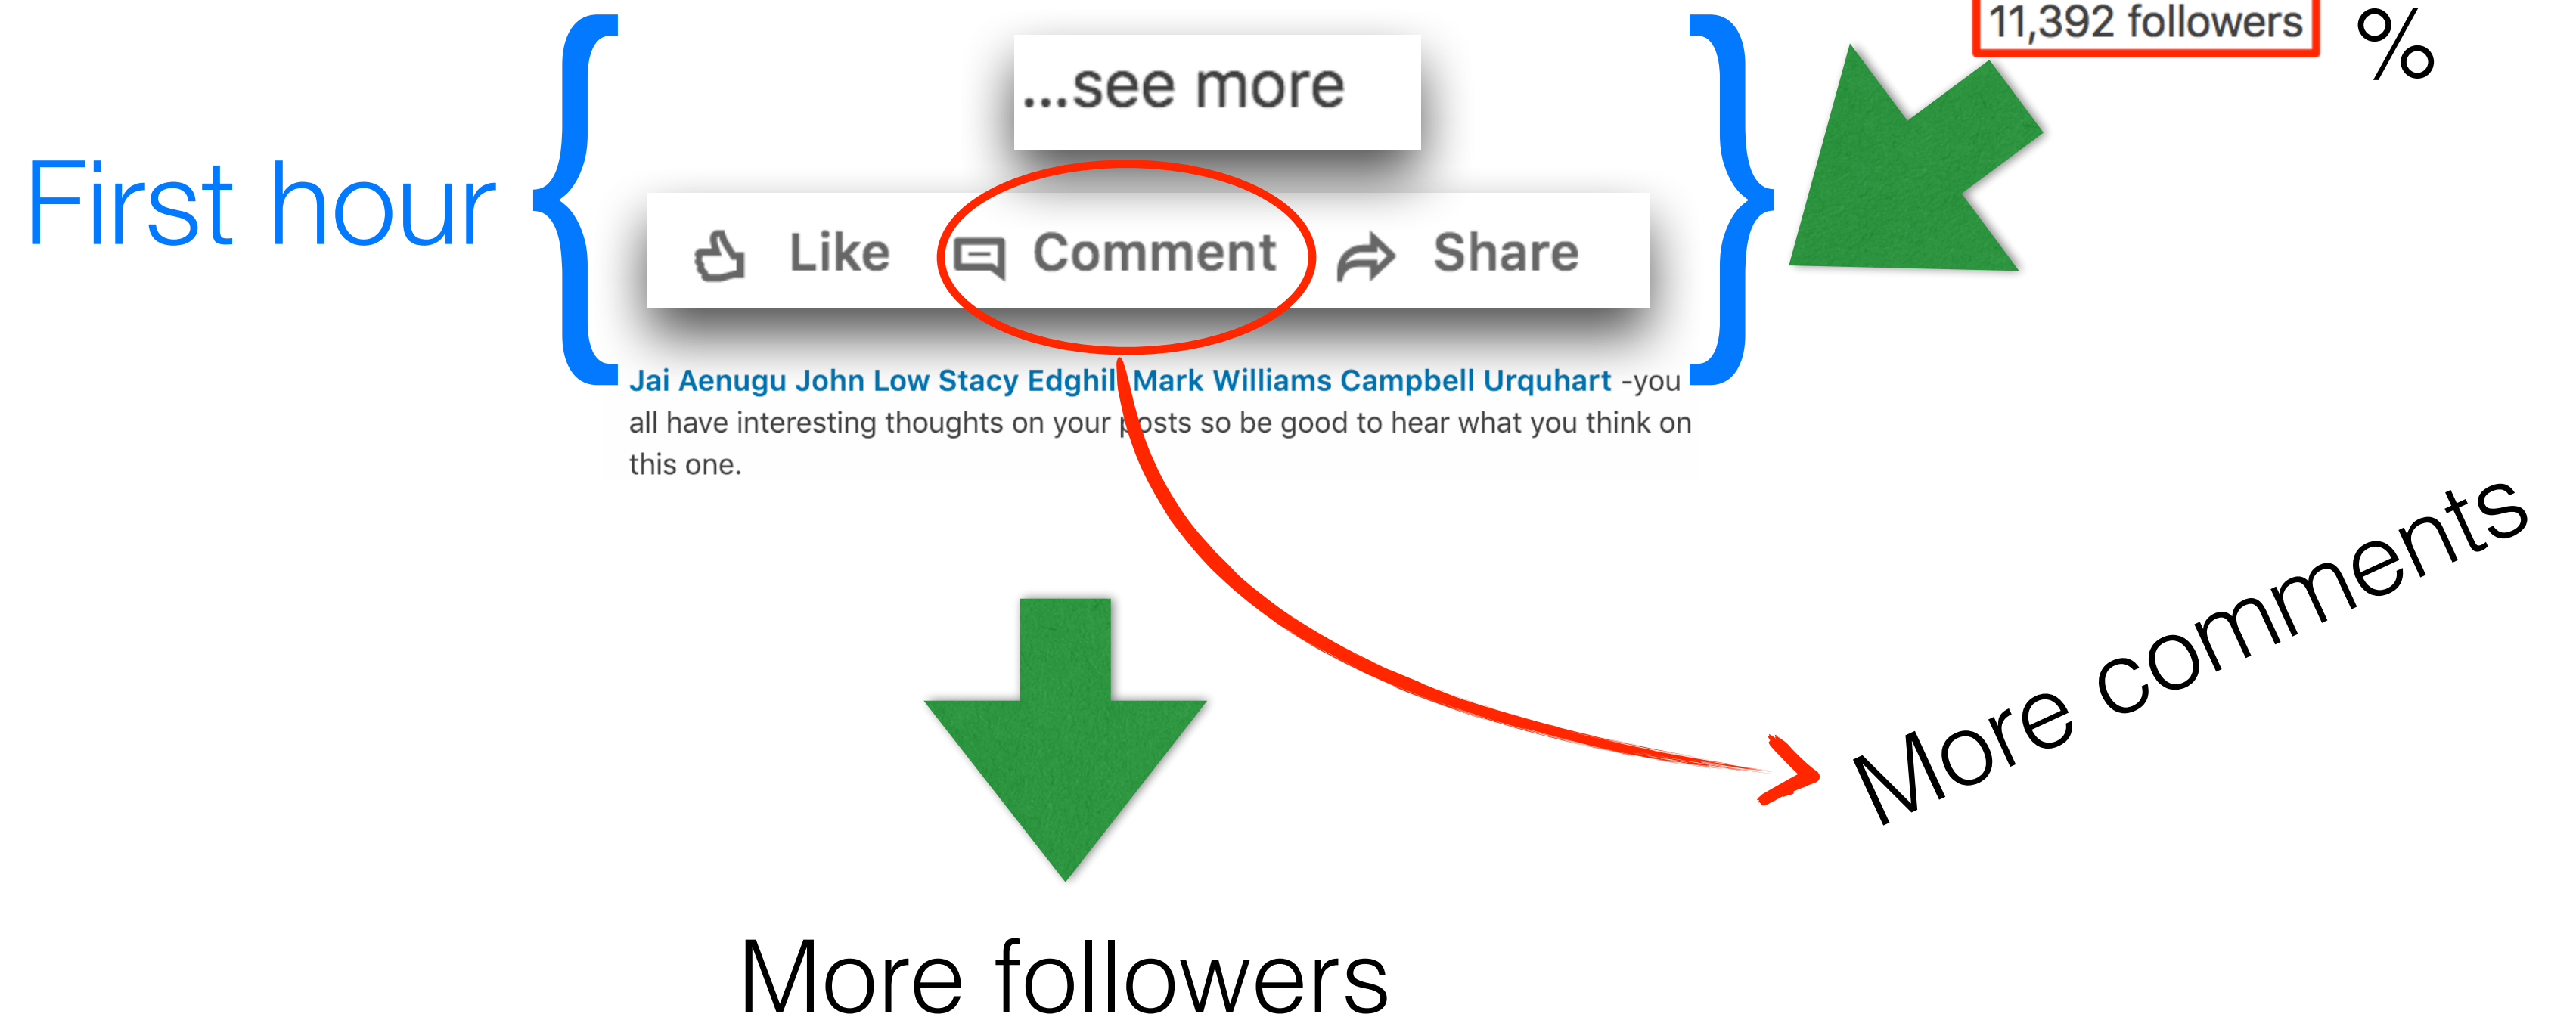 11,392 followers %
...see more
First hour
Like Comment Share
Jai Aenugu John Low Stacy Edghill Mark Williams Campbell Urquhart -you
all have interesting thoughts on your posts so be good to hear what you think on
this one.
More comments
More followers